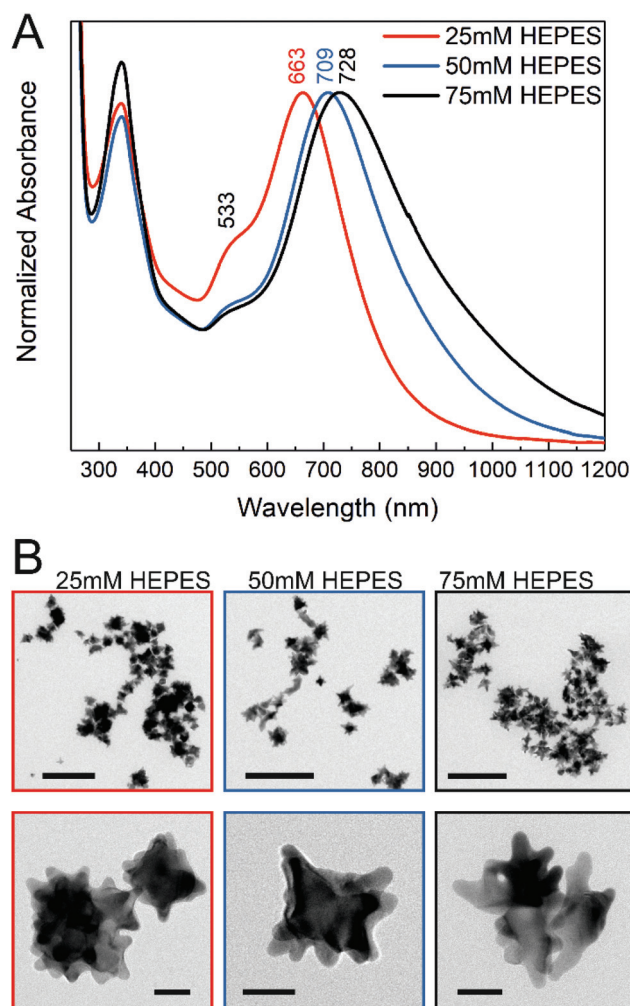 A
25mM HEPES
50mM HEPES
75mM HEPES
663
709
728
533
Normalized Absorbance
300 400 500 600 700 800 900 1000 1100 1200
Wavelength (nm)
B
25mM HEPES 50mM HEPES 75mM HEPES